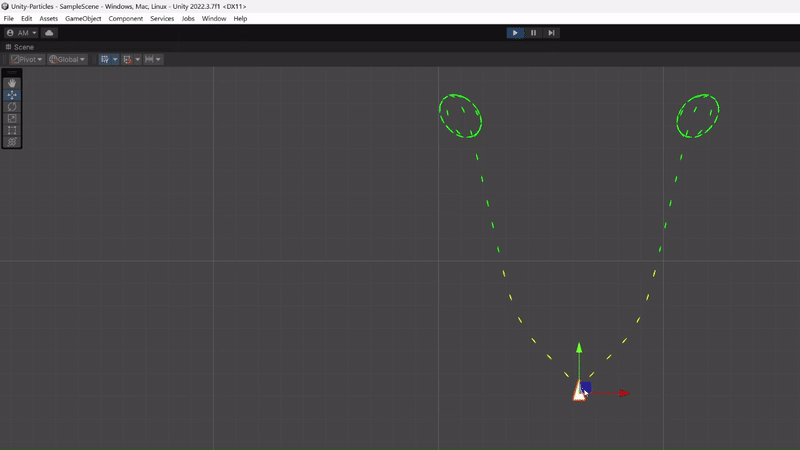 Unity-Particles - SampleScene - Windows, Mac, Linux - Unity 2022.3.7f1 <DX11>
File Edit Assets GameObject Component Services Jobs Window Help
AM
Scene
Pivot Global